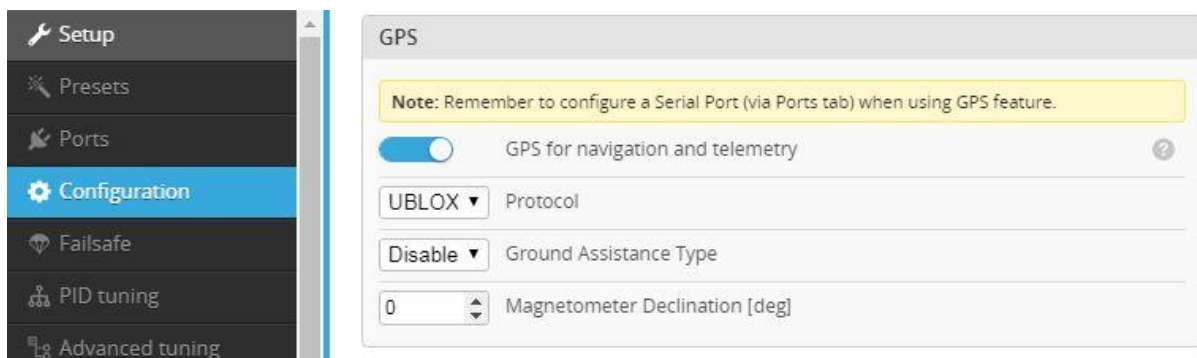 Setup
Presets
Ports
Configuration
Failsafe
PID tuning
Advanced tuning
GPS
Note: Remember to configure a Serial Port (via Ports tab) when using GPS feature.
GPS for navigation and telemetry
UBLOX Protocol
Disable Ground Assistance Type
0 Magnetometer Declination [deg]